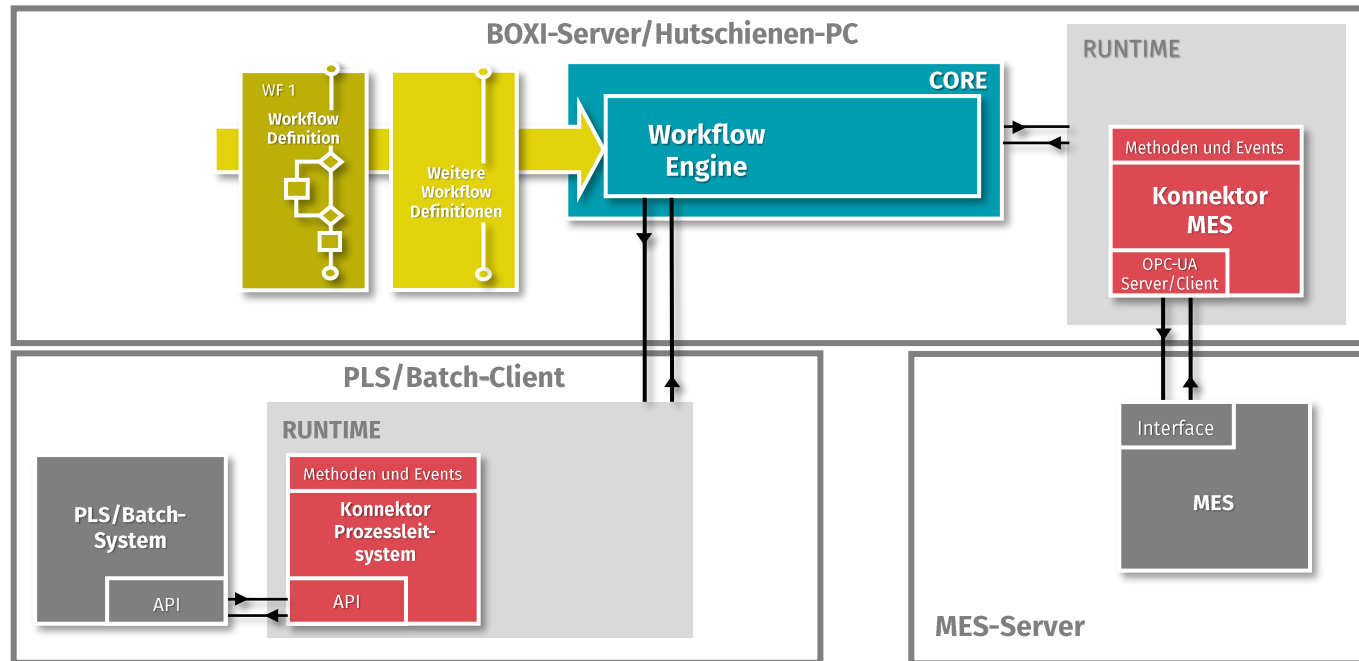 BOXI-Server/Hutschienen-PC
WF 1
Workflow
Definition
Weitere
Workflow
Definitionen
CORE
Workflow
Engine
RUNTIME
Methoden und Events
Konnektor
MES
OPC-UA
Server/Client
PLS/Batch-Client
RUNTIME
PLS/Batch-
System
API
Methoden und Events
Konnektor
Prozessleit-
system
API
Interface
MES
MES-Server